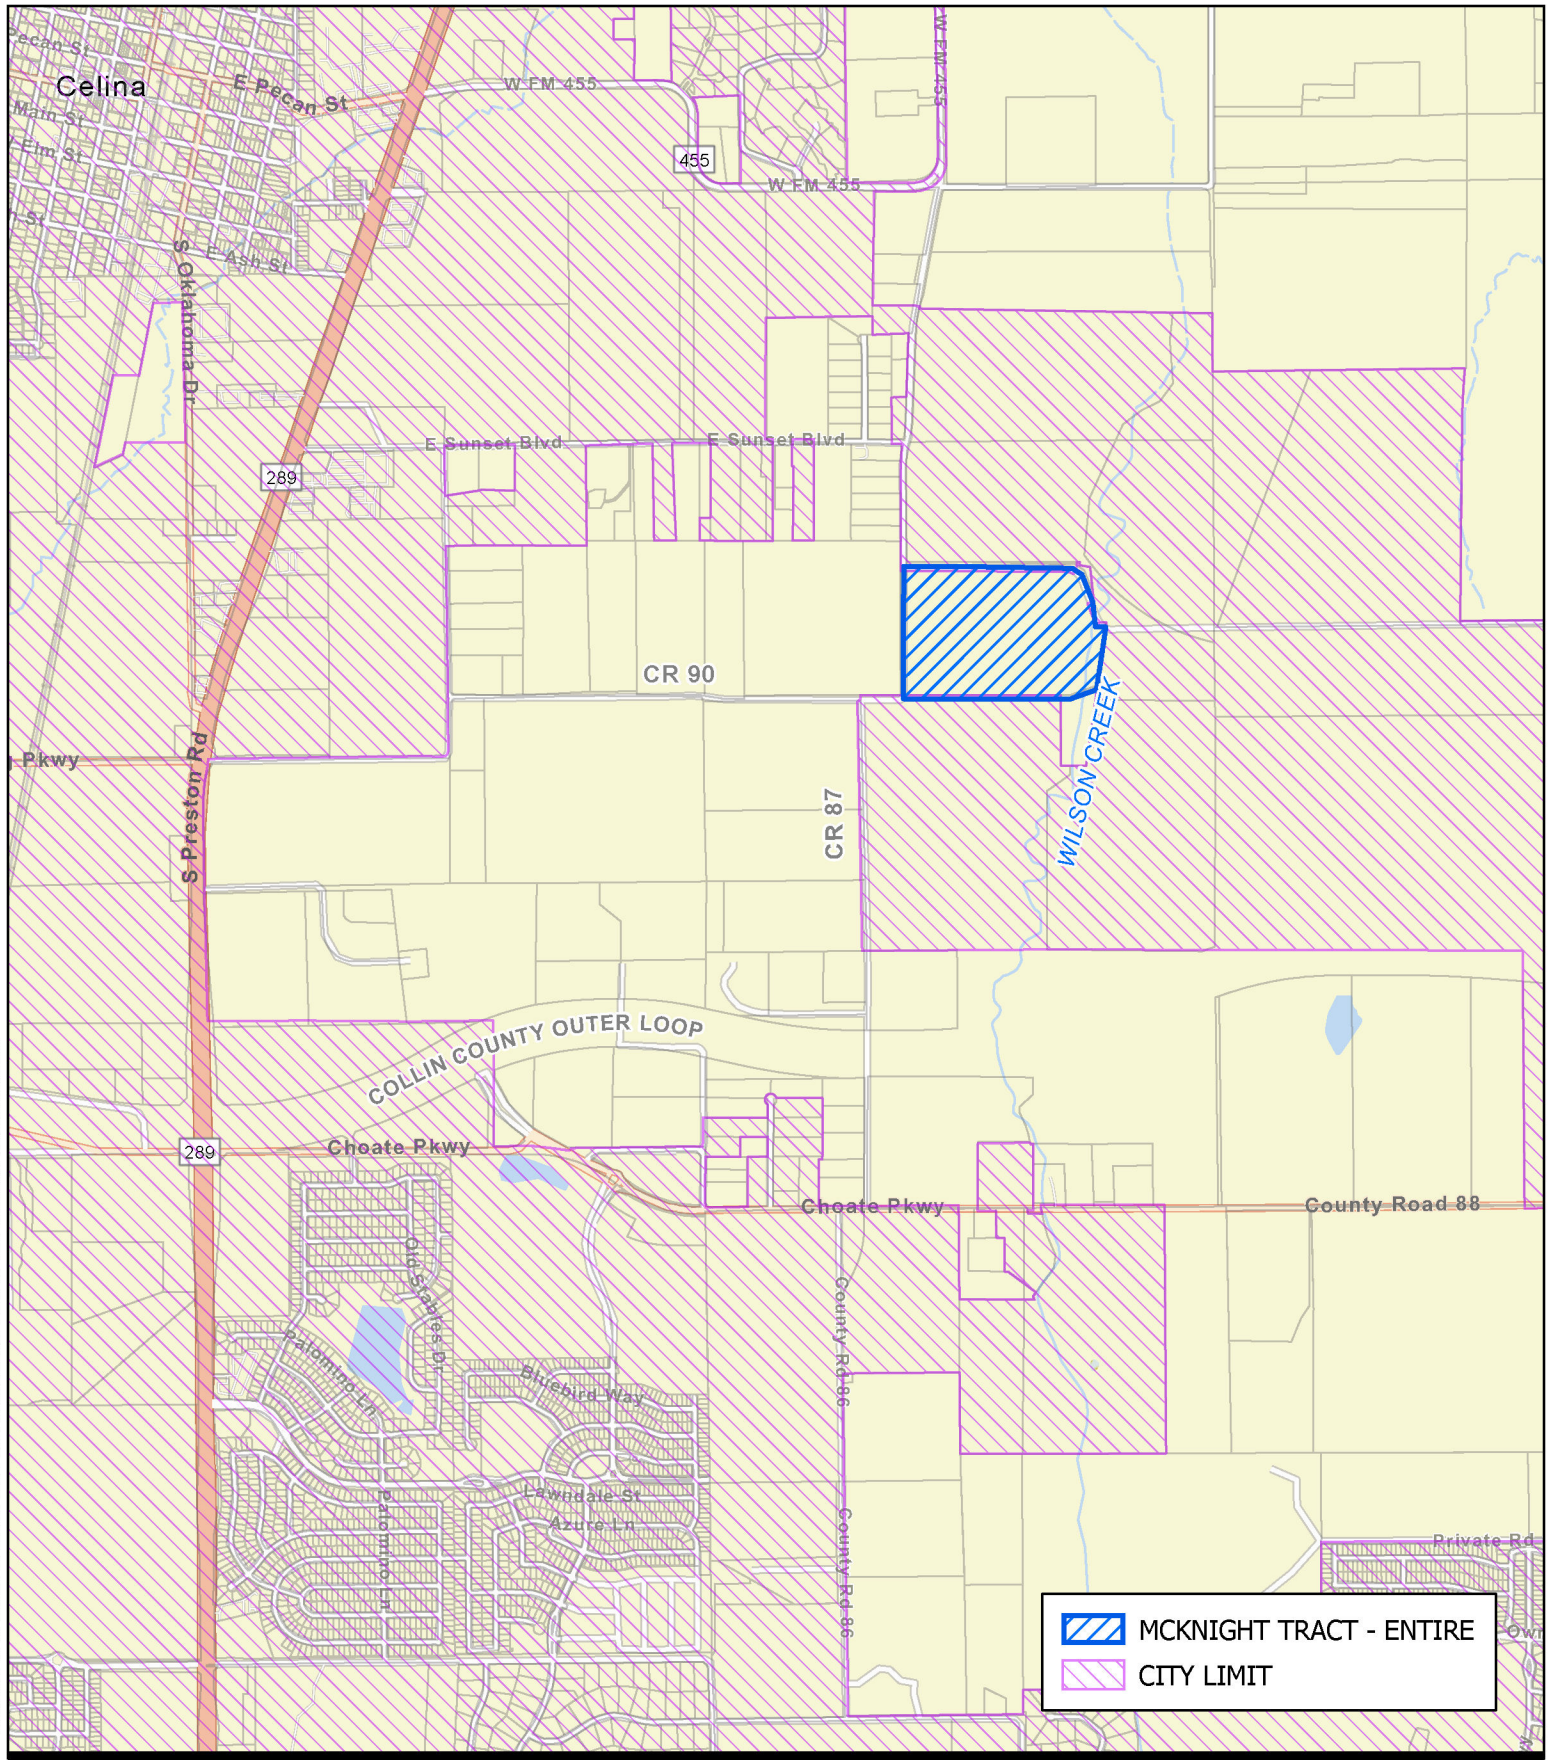 Pecan St
Celina
E Pecan St
W FM 455
W FM 455
Main St
Elm St
455
W FM 455
h St
E Ash St
S Oklahoma Dr
E Sunset Blvd
E Sunset Blvd
289
CR 90
WILSON CREEK
g Pkwy
S Preston Rd
CR 87
COLLIN COUNTY OUTER LOOP
Choate Pkwy
289
Choate Pkwy
County Road 88
Old Stables Dr
County Rd 86
Palomino Ln
Bluebird Way
Lawndale St
Azure Ln
Palomino Ln
County Rd 86
Private Rd
MCKNIGHT TRACT - ENTIRE
CITY LIMIT